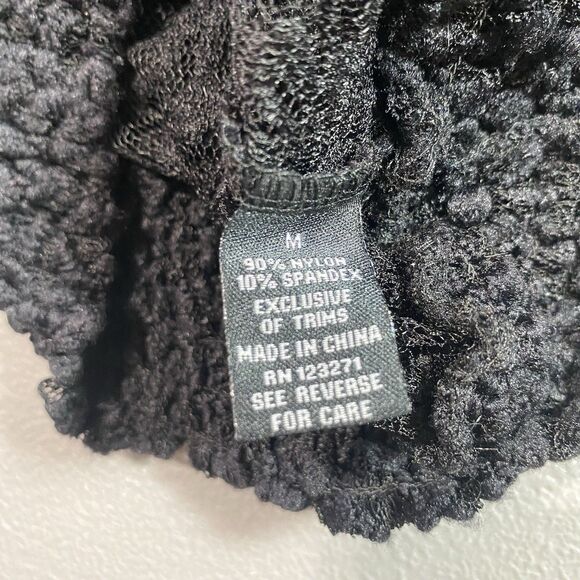 M
90% NYLON
10% SPANDEX
EXCLUSIVE
OF TRIMS
MADE IN CHINA
RN 123271
SEE REVERSE
FOR CARE